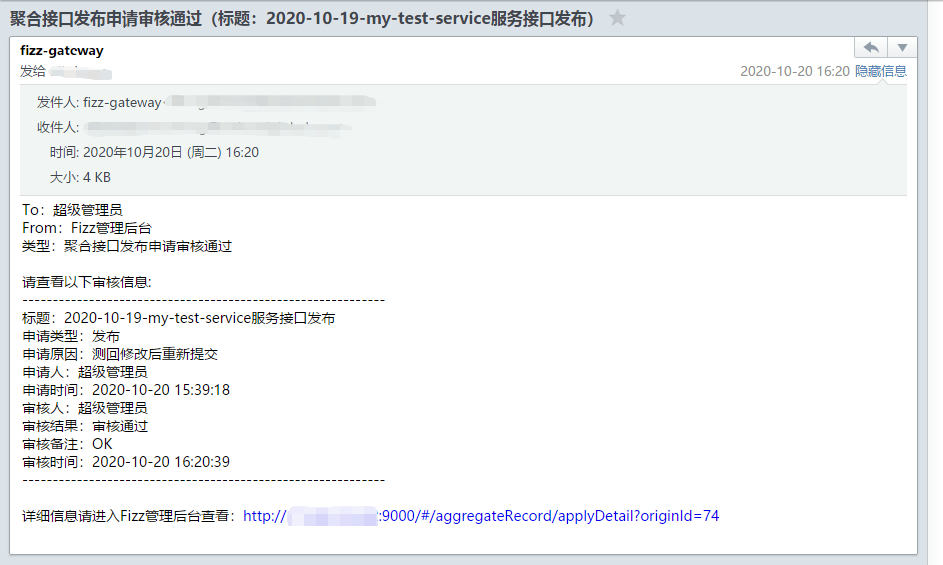 聚合接口发布申请审核通过（标题：2020-10-19-my-test-service服务接口发布）
fizz-gateway
发给
2020-10-20 16:20 隐藏信息
发件人: fizz-gateway
收件人:
时间: 2020年10月20日 (周二) 16:20
大小: 4 KB
To：超级管理员
From：Fizz管理后台
类型：聚合接口发布申请审核通过
请查看以下审核信息:
------------------------------------------------------------
标题：2020-10-19-my-test-service服务接口发布
申请类型：发布
申请原因：测回修改后重新提交
申请人：超级管理员
申请时间：2020-10-20 15:39:18
审核人：超级管理员
审核结果：审核通过
审核备注：OK
审核时间：2020-10-20 16:20:39
------------------------------------------------------------
详细信息请进入Fizz管理后台查看：http:// :9000/#/aggregateRecord/applyDetail?originId=74